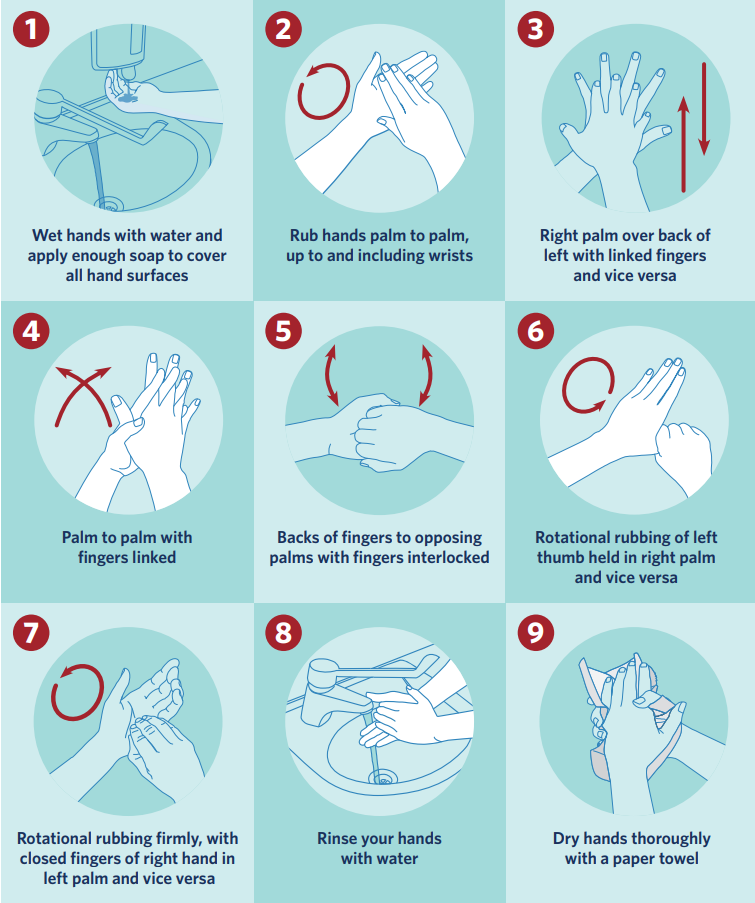 1
Wet hands with water and
apply enough soap to cover
all hand surfaces
2
Rub hands palm to palm,
up to and including wrists
3
Right palm over back of
left with linked fingers
and vice versa
4
Palm to palm with
fingers linked
5
Backs of fingers to opposing
palms with fingers interlocked
6
Rotational rubbing of left
thumb held in right palm
and vice versa
7
Rotational rubbing firmly, with
closed fingers of right hand in
left palm and vice versa
8
Rinse your hands
with water
9
Dry hands thoroughly
with a paper towel